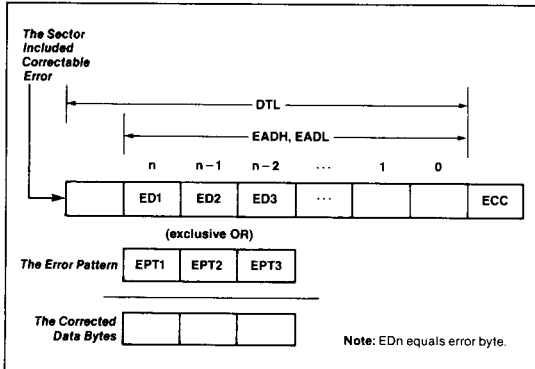 The Sector
Included
Correctable
Error
DTL
EADH, EADL
n n−1 n−2 ... 1 0
ED1 ED2 ED3 ... ECC
(exclusive OR)
The Error Pattern EPT1 EPT2 EPT3
The Corrected
Data Bytes
Note: EDn equals error byte.